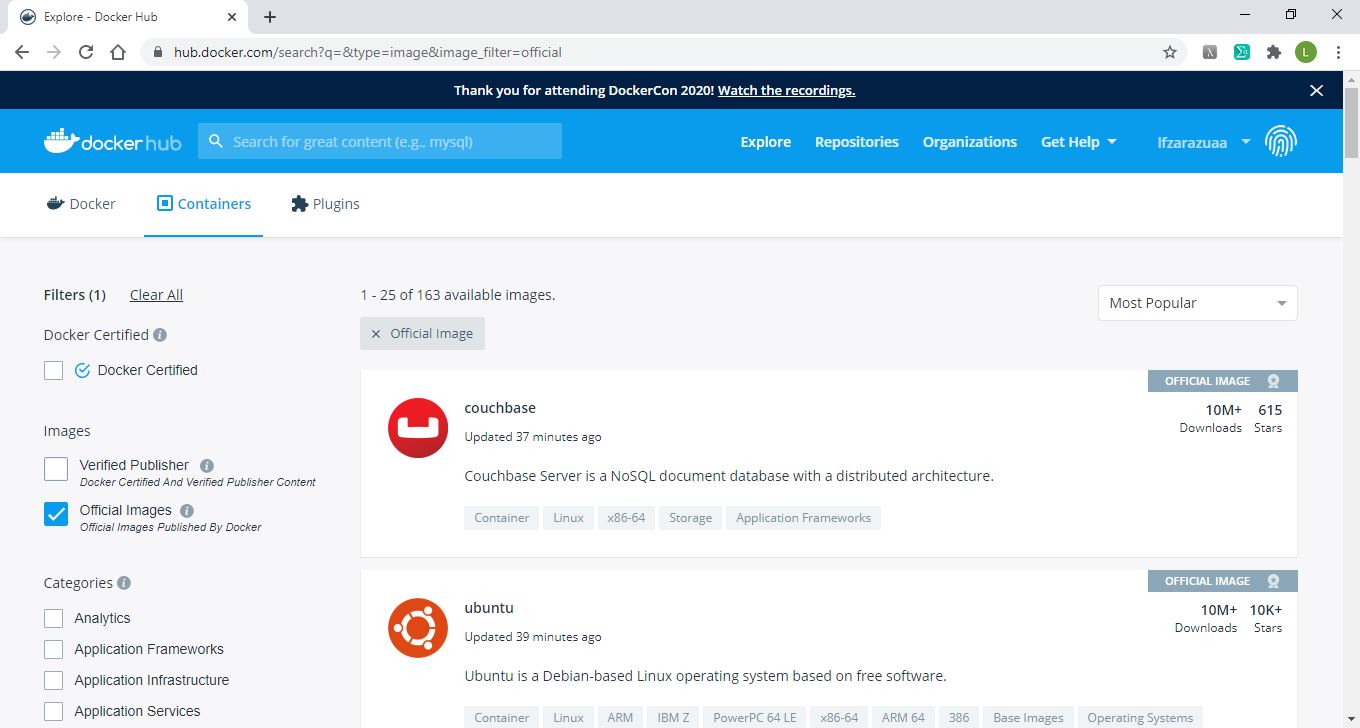 Explore - Docker Hub
hub.docker.com/search?q=&type=image&image_filter=official
L
Thank you for attending DockerCon 2020! Watch the recordings.
docker hub
Search for great content (e.g., mysql)
Explore Repositories Organizations Get Help lfzarazuaa
Docker Containers Plugins
Filters (1) Clear All
1 - 25 of 163 available images.
Most Popular
Official Image
Docker Certified
Docker Certified
Images
Verified Publisher
Docker Certified And Verified Publisher Content
Official Images
Official Images Published By Docker
Categories
Analytics
Application Frameworks
Application Infrastructure
Application Services
OFFICIAL IMAGE
couchbase
10M+ 615
Downloads Stars
Updated 37 minutes ago
Couchbase Server is a NoSQL document database with a distributed architecture.
Container Linux x86-64 Storage Application Frameworks
OFFICIAL IMAGE
ubuntu
10M+ 10K+
Downloads Stars
Updated 39 minutes ago
Ubuntu is a Debian-based Linux operating system based on free software.
Container Linux ARM IBM Z PowerPC 64 LE x86-64 ARM 64 386 Base Images Operating Systems